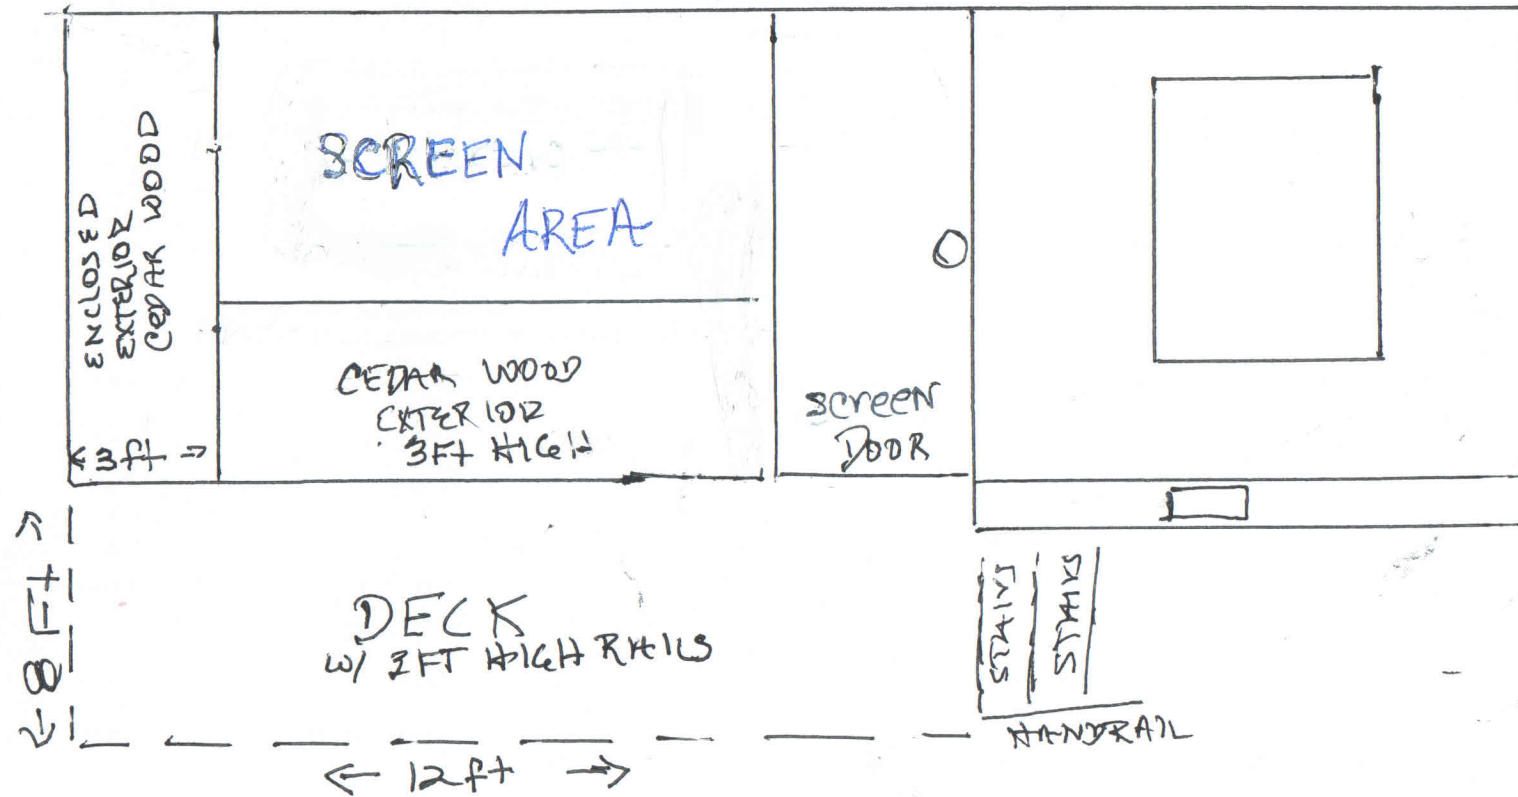 ENCLOSED
EXTERIOR
CEDAR WOOD
← 3ft →
SCREEN
AREA
CEDAR WOOD
EXTERIOR
3Ft HIGH
SCreeN
DOOR
← 8 Ft →
DECK
HIGH RAILS
STAIRS
STAIRS
HANDRAIL
← 12ft →